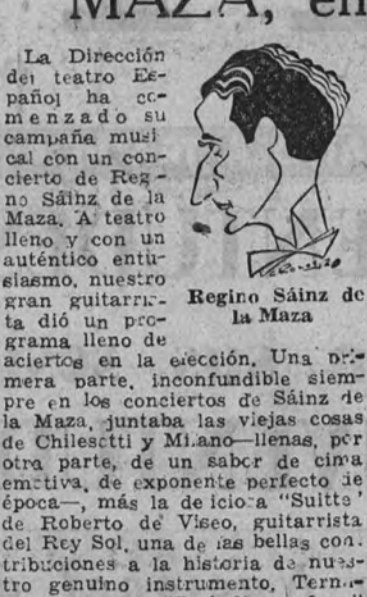 MAZA, en
La Dirección
del teatro Es-
pañol ha co-
menzado su
campaña musi
cal con un con-
cierto de Reg-
no Sáinz de la
Maza. A teatro
lleno y con un
auténtico entu-
siasmo, nuestro
gran guitarris-
ta dió un pro-
grama lleno de
aciertos en la elección. Una pri-
mera parte, inconfundible siem-
pre en los conciertos de Sáinz de
la Maza, juntaba las viejas cosas
de Chilesctti y Milano—llenas, por
otra parte, de un sabor de cima
emotiva, de exponente perfecto de
época—, más la deliciosa "Suitte"
de Roberto de Viseo, guitarrista
del Rey Sol, una de las bellas con-
tribuciones a la historia de nues-
tro genuino instrumento. Termi-
Regino Sáinz de
la Maza